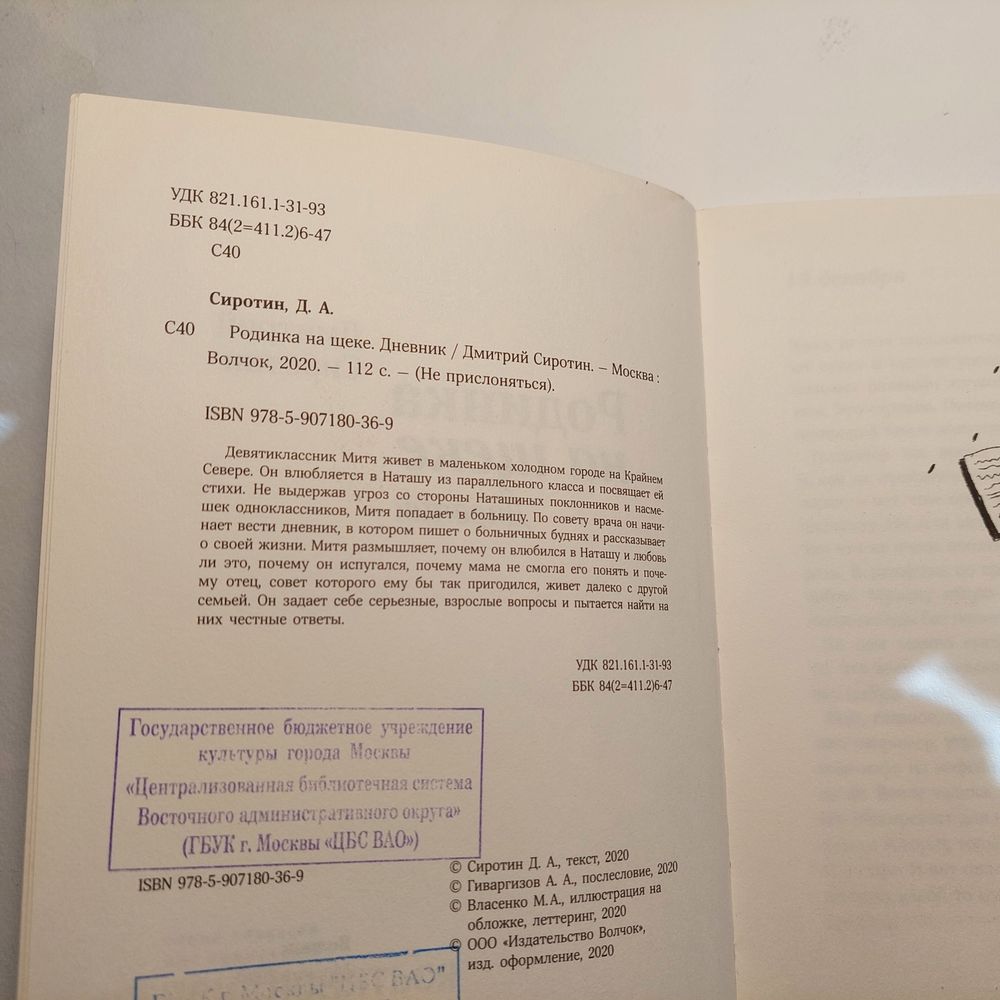 УДК 821.161.1-31-93
ББК 84(2=411.2)6-47
С40
Сиротин, Д. А.
С40 Родинка на щеке. Дневник / Дмитрий Сиротин. – Москва :
Волчок, 2020. – 112 с. – (Не прислоняться).
ISBN 978-5-907180-36-9
Девятиклассник Митя живет в маленьком холодном городе на Крайнем
Севере. Он влюбляется в Наташу из параллельного класса и посвящает ей
стихи. Не выдержав угроз со стороны Наташиных поклонников и насме-
шек одноклассников, Митя попадает в больницу. По совету врача он начи-
нает вести дневник, в котором пишет о больничных буднях и рассказывает
о своей жизни. Митя размышляет, почему он влюбился в Наташу и любовь
ли это, почему он испугался, почему мама не смогла его понять и поче-
му отец, совет которого ему бы так пригодился, живет далеко с другой
семьей. Он задает себе серьезные, взрослые вопросы и пытается найти на
них честные ответы.
УДК 821.161.1-31-93
ББК 84(2=411.2)6-47
Государственное бюджетное учреждение
культуры города Москвы
«Централизованная библиотечная система
Восточного административного округа»
(ГБУК г. Москвы «ЦБС ВАО»)
ISBN 978-5-907180-36-9
© Сиротин Д. А., текст, 2020
© Гиваргизов А. А., послесловие, 2020
© Власенко М.А., иллюстрация на
обложке, леттеринг, 2020
© ООО «Издательство Волчок»,
изд. оформление, 2020
ГБУК г. Москвы "ЦБС ВАО"